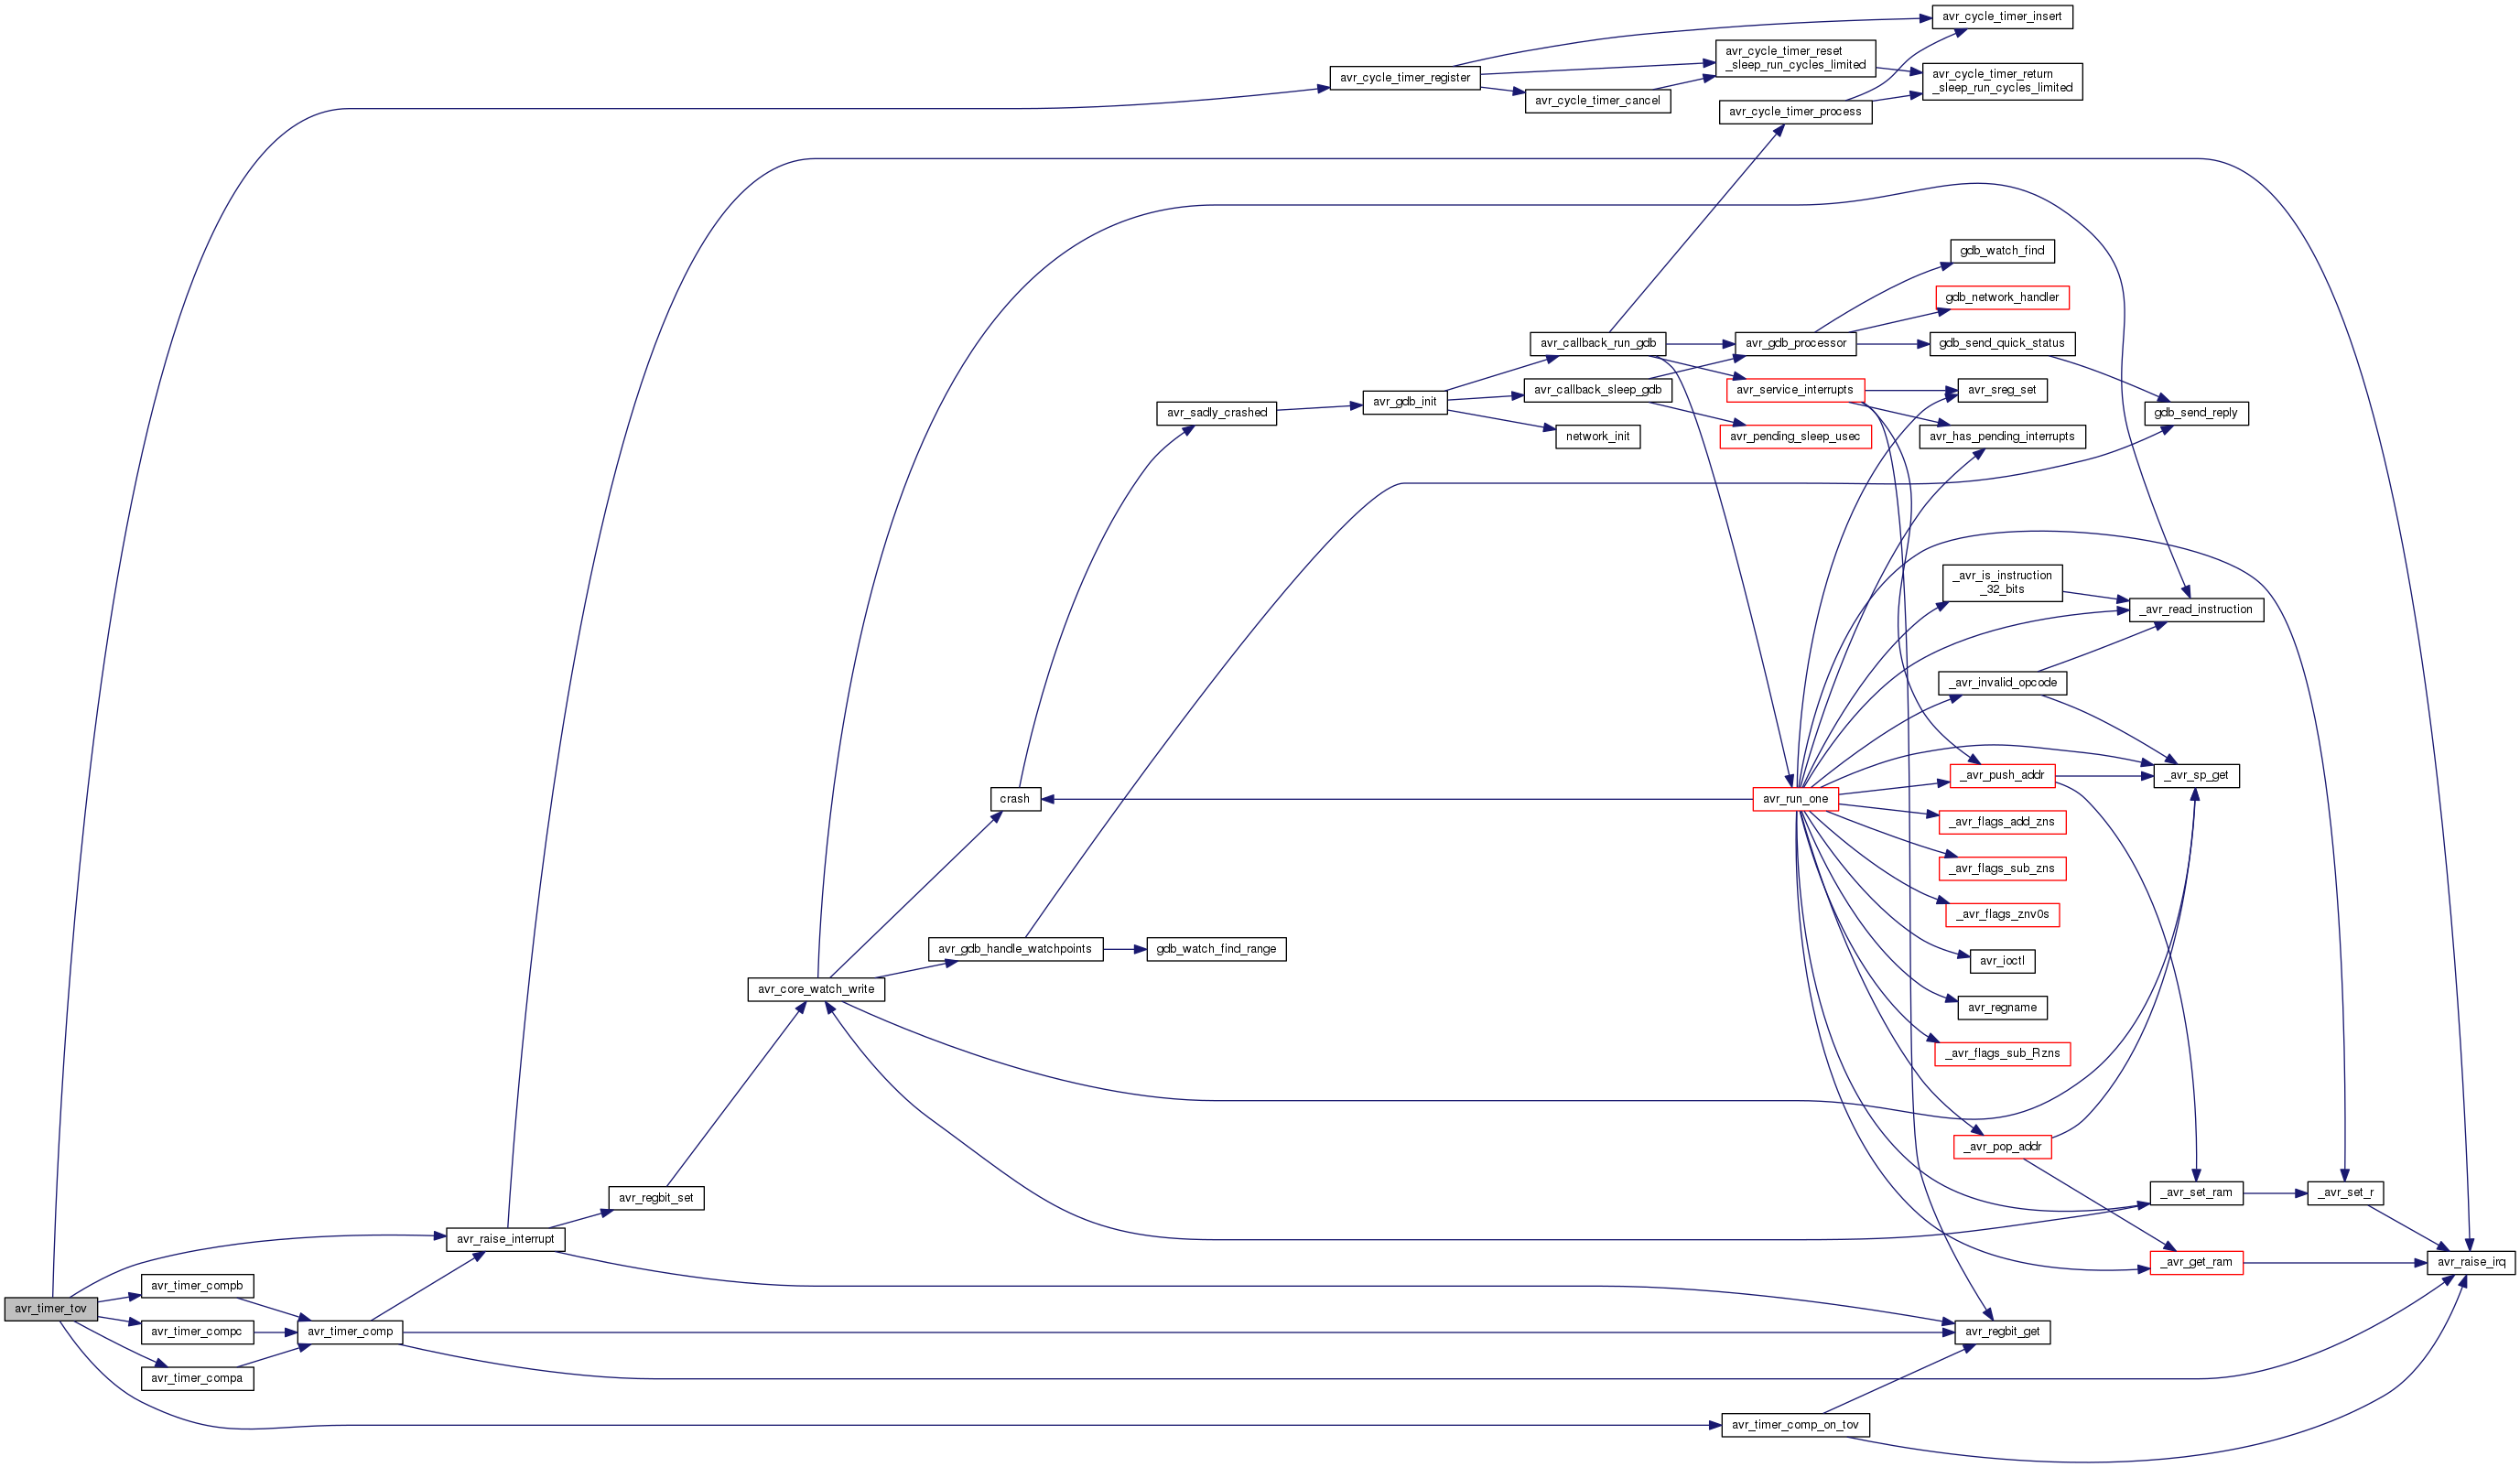 avr_cycle_timer_insert
avr_cycle_timer_reset
_sleep_run_cycles_limited
avr_cycle_timer_register
avr_cycle_timer_return
_sleep_run_cycles_limited
avr_cycle_timer_cancel
avr_cycle_timer_process
gdb_watch_find
gdb_network_handler
avr_callback_run_gdb
avr_gdb_processor
gdb_send_quick_status
avr_callback_sleep_gdb
avr_service_interrupts
avr_sreg_set
avr_gdb_init
avr_sadly_crashed
gdb_send_reply
network_init
avr_pending_sleep_usec
avr_has_pending_interrupts
_avr_is_instruction
_32_bits
_avr_read_instruction
_avr_invalid_opcode
_avr_push_addr
_avr_sp_get
crash
avr_run_one
_avr_flags_add_zns
_avr_flags_sub_zns
_avr_flags_znv0s
avr_gdb_handle_watchpoints
gdb_watch_find_range
avr_ioctl
avr_core_watch_write
avr_regname
_avr_flags_sub_Rzns
_avr_pop_addr
avr_regbit_set
_avr_set_ram
_avr_set_r
avr_raise_interrupt
_avr_get_ram
avr_raise_irq
avr_timer_compb
avr_timer_tov
avr_timer_compc
avr_timer_comp
avr_regbit_get
avr_timer_compa
avr_timer_comp_on_tov